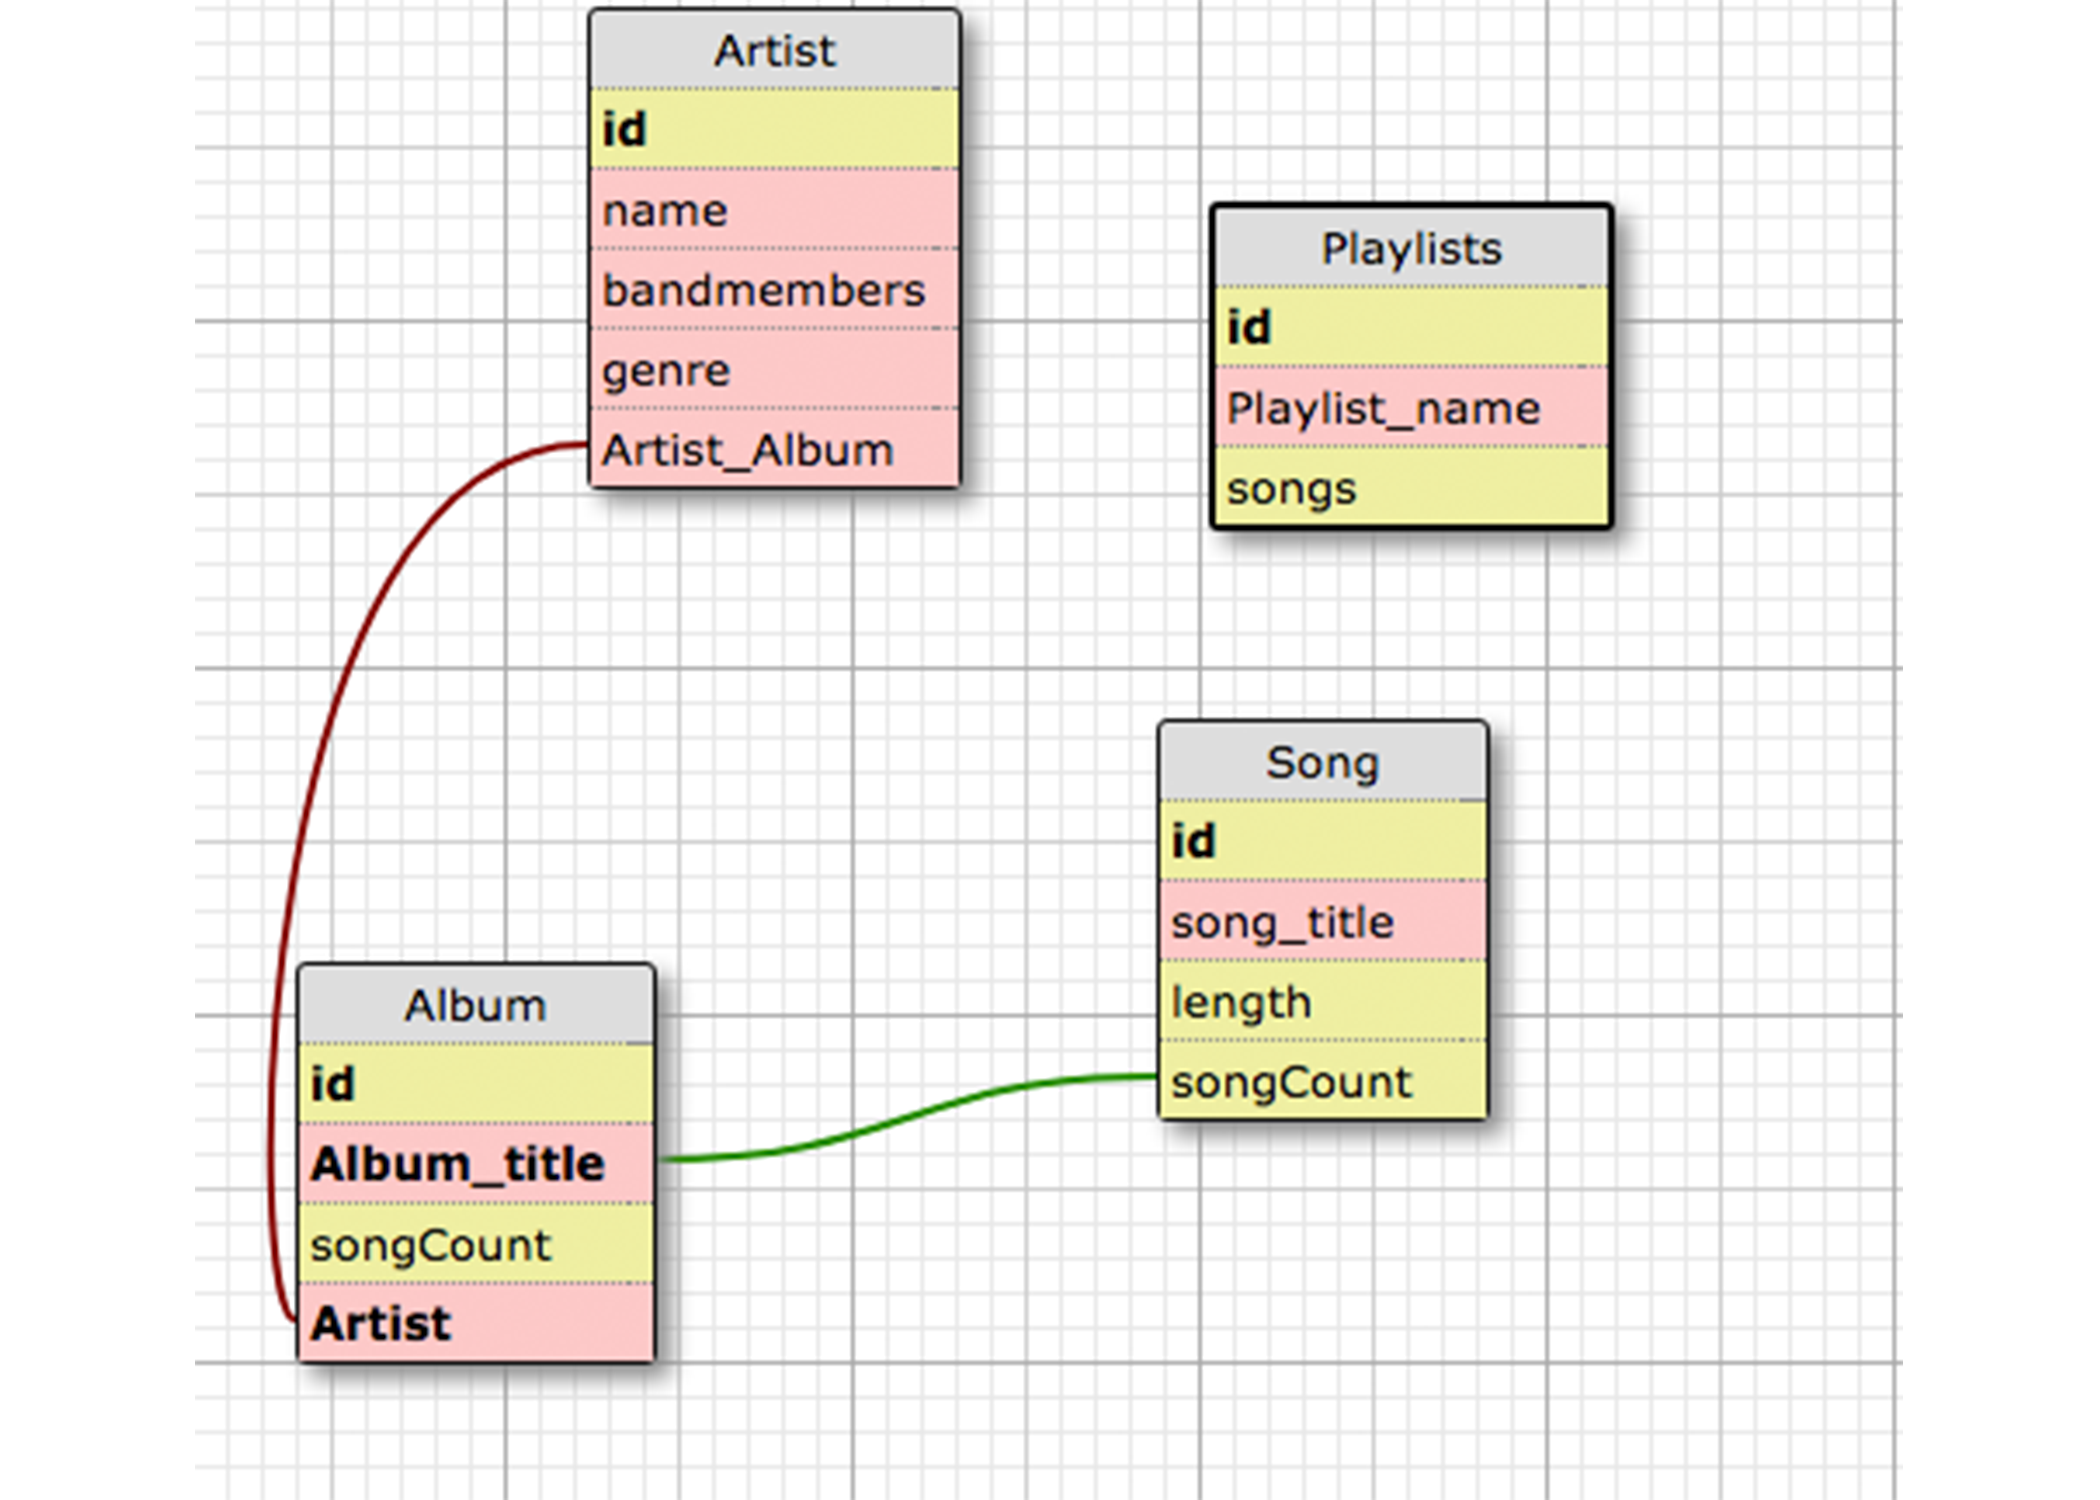 Artist
id
name
bandmembers
genre
Artist_Album
Playlists
id
Playlist_name
songs
Song
id
song_title
length
songCount
Album
id
Album_title
songCount
Artist